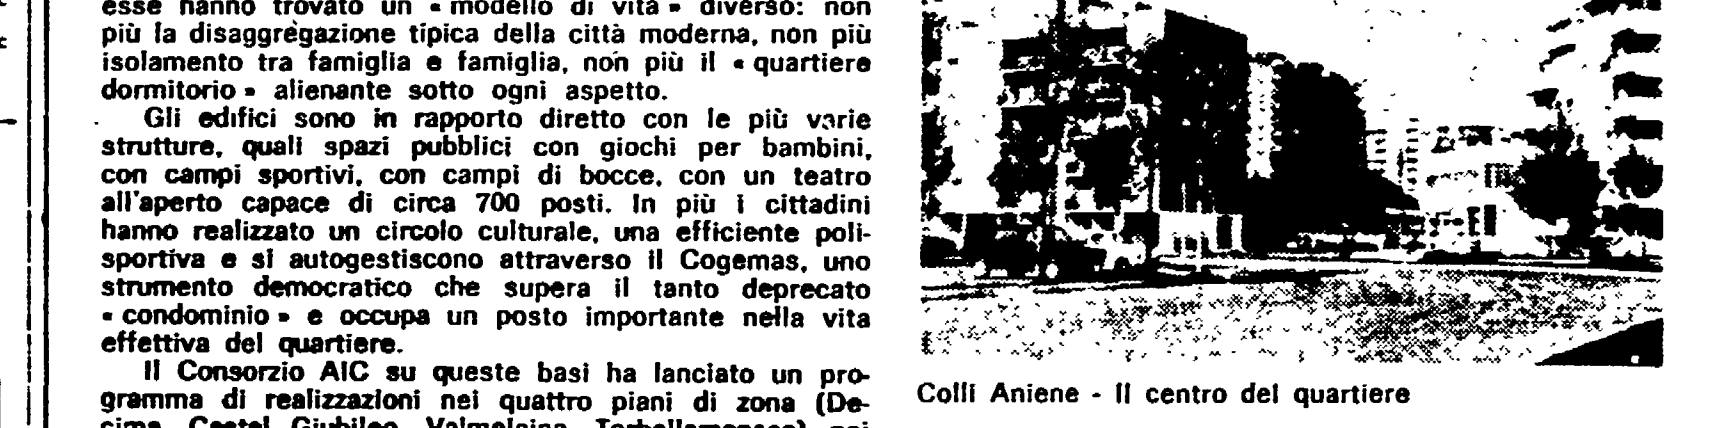 esse hanno trovato un « modello di vita » diverso: non
più la disaggregazione tipica della città moderna, non più
isolamento tra famiglia e famiglia, non più il « quartiere
dormitorio » alienante sotto ogni aspetto.
Gli edifici sono in rapporto diretto con le più varie
strutture, quali spazi pubblici con giochi per bambini,
con campi sportivi, con campi di bocce, con un teatro
all'aperto capace di circa 700 posti. In più i cittadini
hanno realizzato un circolo culturale, una efficiente poli-
sportiva e si autogestiscono attraverso il Cogemas, uno
strumento democratico che supera il tanto deprecato
« condominio » e occupa un posto importante nella vita
effettiva del quartiere.
Il Consorzio AIC su queste basi ha lanciato un pro-
gramma di realizzazioni nei quattro piani di zona (De-
cima, Castel Giubileo, Valmelaina, Torbellamonaca) nei
Colli Aniene - Il centro del quartiere